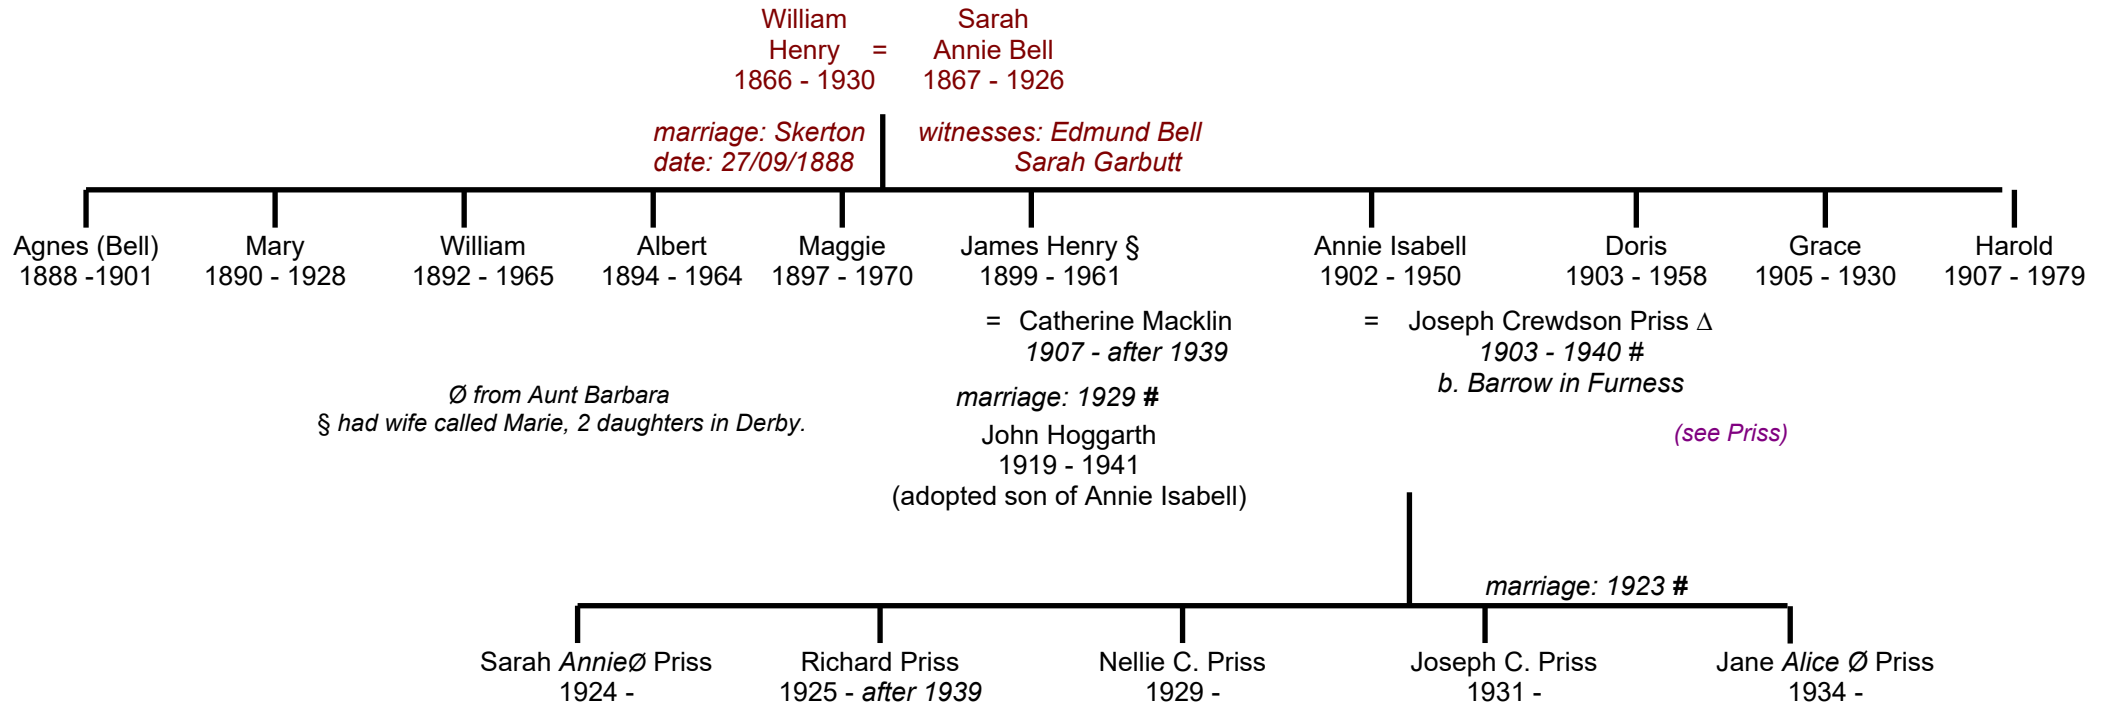 William Sarah
Henry = Annie Bell
1866 - 1930 1867 - 1926
marriage: Skerton witnesses: Edmund Bell
date: 27/09/1888 Sarah Garbutt
Agnes (Bell) Mary William Albert Maggie James Henry § Annie Isabell Doris Grace Harold
1888 -1901 1890 - 1928 1892 - 1965 1894 - 1964 1897 - 1970 1899 - 1961 1902 - 1950 1903 - 1958 1905 - 1930 1907 - 1979
= Catherine Macklin = Joseph Crewdson Priss Δ
1907 - after 1939 1903 - 1940 #
b. Barrow in Furness
Ø from Aunt Barbara marriage: 1929 #
§ had wife called Marie, 2 daughters in Derby.
John Hoggarth (see Priss)
1919 - 1941
(adopted son of Annie Isabell)
marriage: 1923 #
Sarah AnnieØ Priss Richard Priss Nellie C. Priss Joseph C. Priss Jane Alice Ø Priss
1924 - 1925 - after 1939 1929 - 1931 - 1934 -